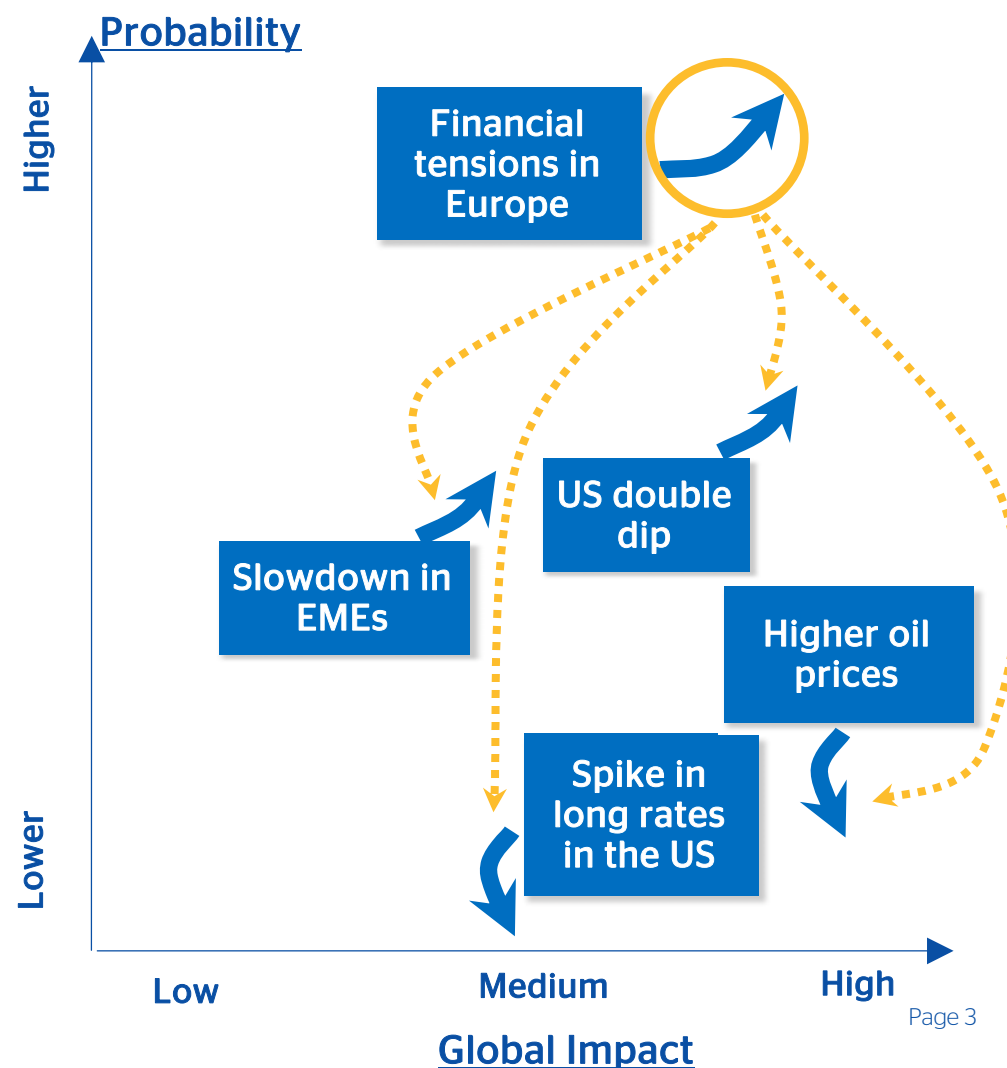 Probability
Higher
Financial
tensions in
Europe
US double
dip
Slowdown in
EMEs
Higher oil
prices
Spike in
long rates
in the US
Lower
Low
Medium
High
Page 3
Global Impact